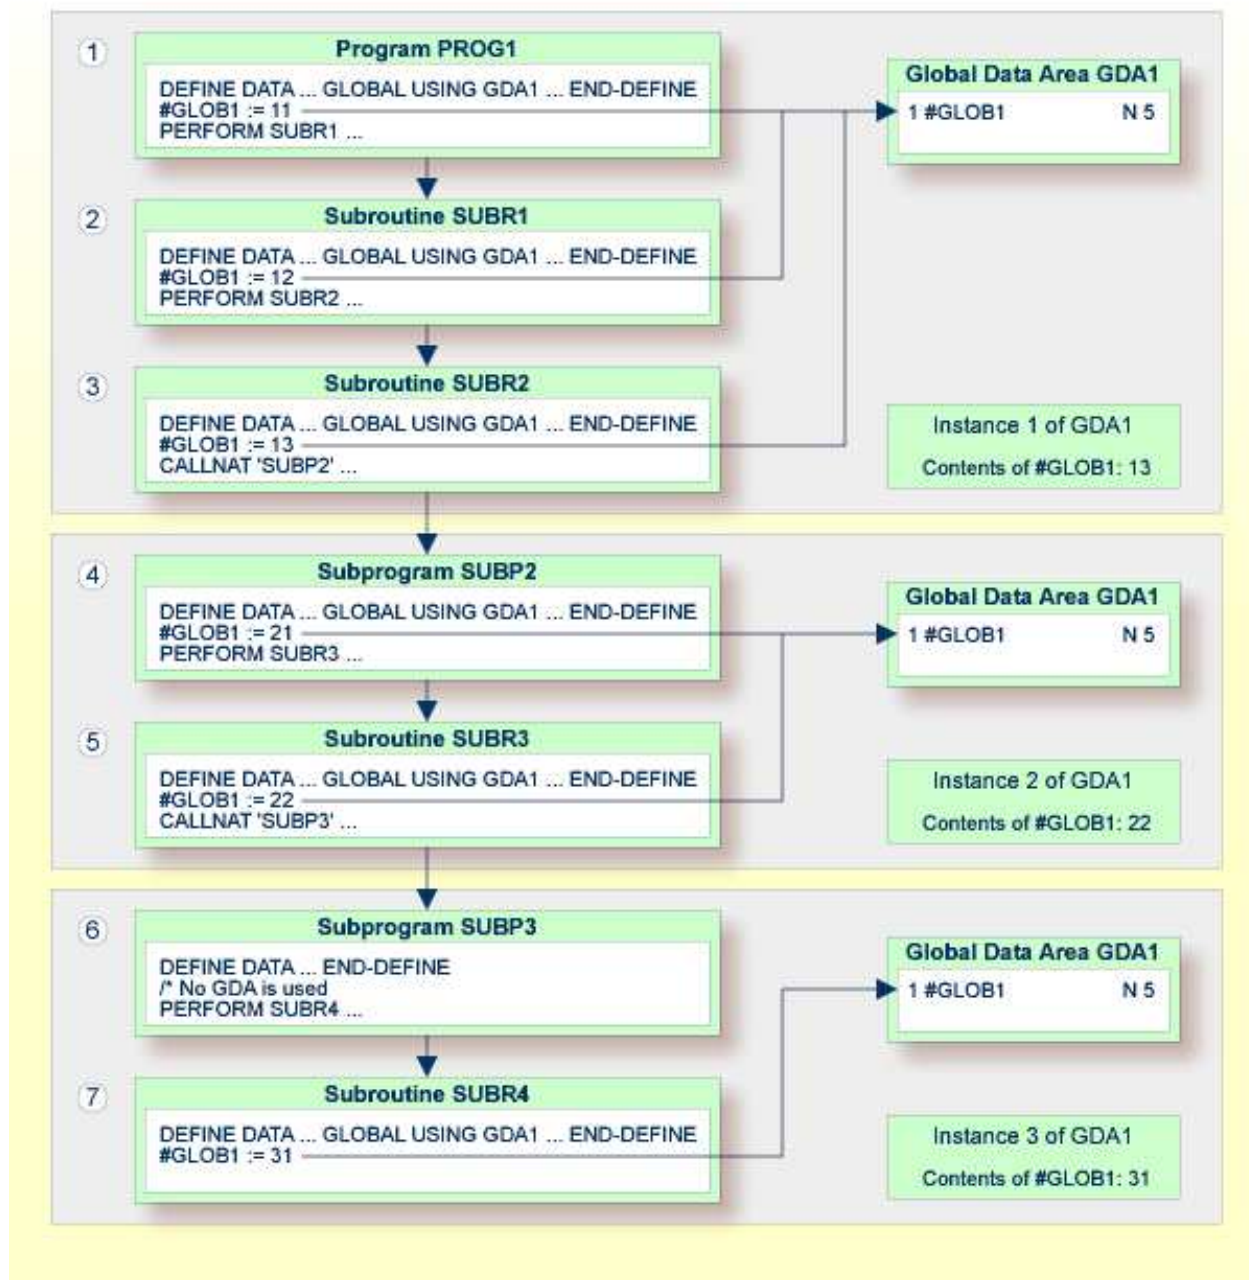 1
Program PROG1
DEFINE DATA ... GLOBAL USING GDA1 ... END-DEFINE
#GLOB1 := 11
PERFORM SUBR1 ...
Global Data Area GDA1
1 #GLOB1 N 5
2
Subroutine SUBR1
DEFINE DATA ... GLOBAL USING GDA1 ... END-DEFINE
#GLOB1 := 12
PERFORM SUBR2 ...
3
Subroutine SUBR2
DEFINE DATA ... GLOBAL USING GDA1 ... END-DEFINE
#GLOB1 := 13
CALLNAT 'SUBP2' ...
Instance 1 of GDA1
Contents of #GLOB1: 13
4
Subprogram SUBP2
DEFINE DATA ... GLOBAL USING GDA1 ... END-DEFINE
#GLOB1 := 21
PERFORM SUBR3 ...
Global Data Area GDA1
1 #GLOB1 N 5
5
Subroutine SUBR3
DEFINE DATA ... GLOBAL USING GDA1 ... END-DEFINE
#GLOB1 := 22
CALLNAT 'SUBP3' ...
Instance 2 of GDA1
Contents of #GLOB1: 22
6
Subprogram SUBP3
DEFINE DATA ... END-DEFINE
/* No GDA is used
PERFORM SUBR4 ...
Global Data Area GDA1
1 #GLOB1 N 5
7
Subroutine SUBR4
DEFINE DATA ... GLOBAL USING GDA1 ... END-DEFINE
#GLOB1 := 31
Instance 3 of GDA1
Contents of #GLOB1: 31